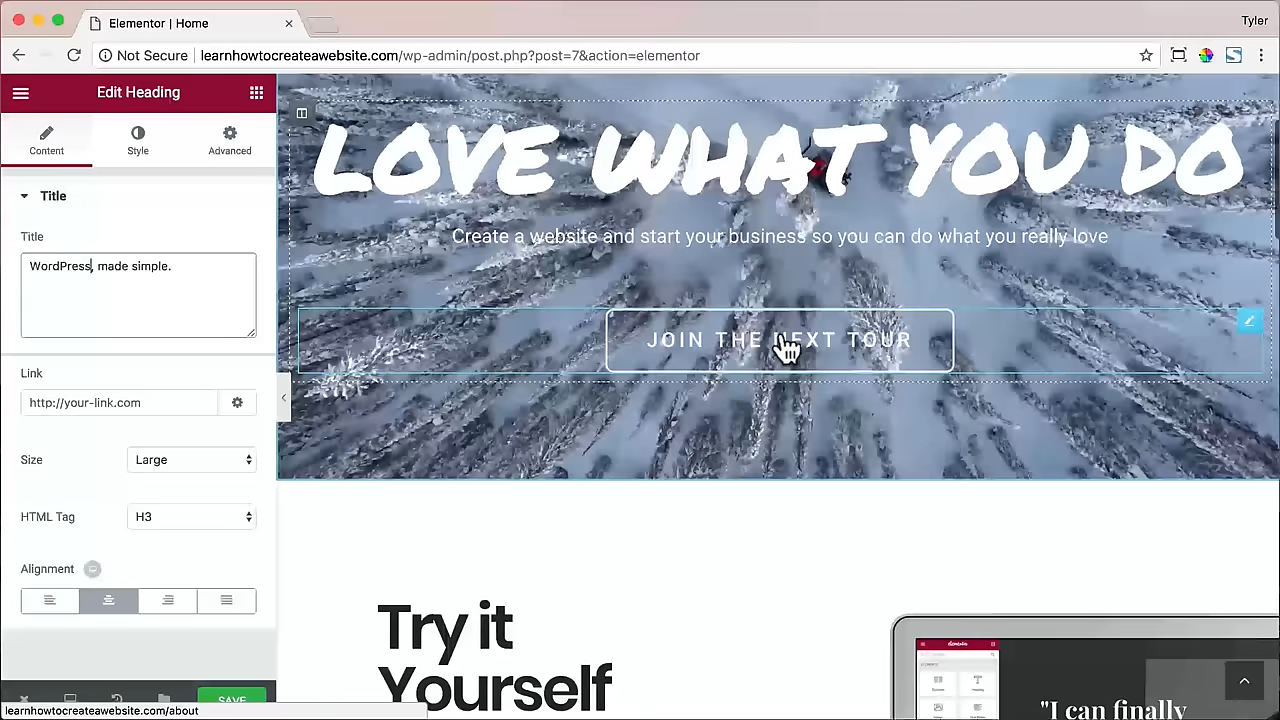 Elementor | Home
Tyler
Not Secure
learnhowtocreateawebsite.com/wp-admin/post.php?post=7&action=elementor
Edit Heading
Content
Style
Advanced
Title
Title
WordPress, made simple.
Link
http://your-link.com
Size
Large
HTML Tag
H3
Alignment
SAVE
learnhowtocreateawebsite.com/about
LOVE WHAT YOU DO
Create a website and start your business so you can do what you really love
JOIN THE NEXT TOUR
Try it
Yourself
elementor
"I can finally